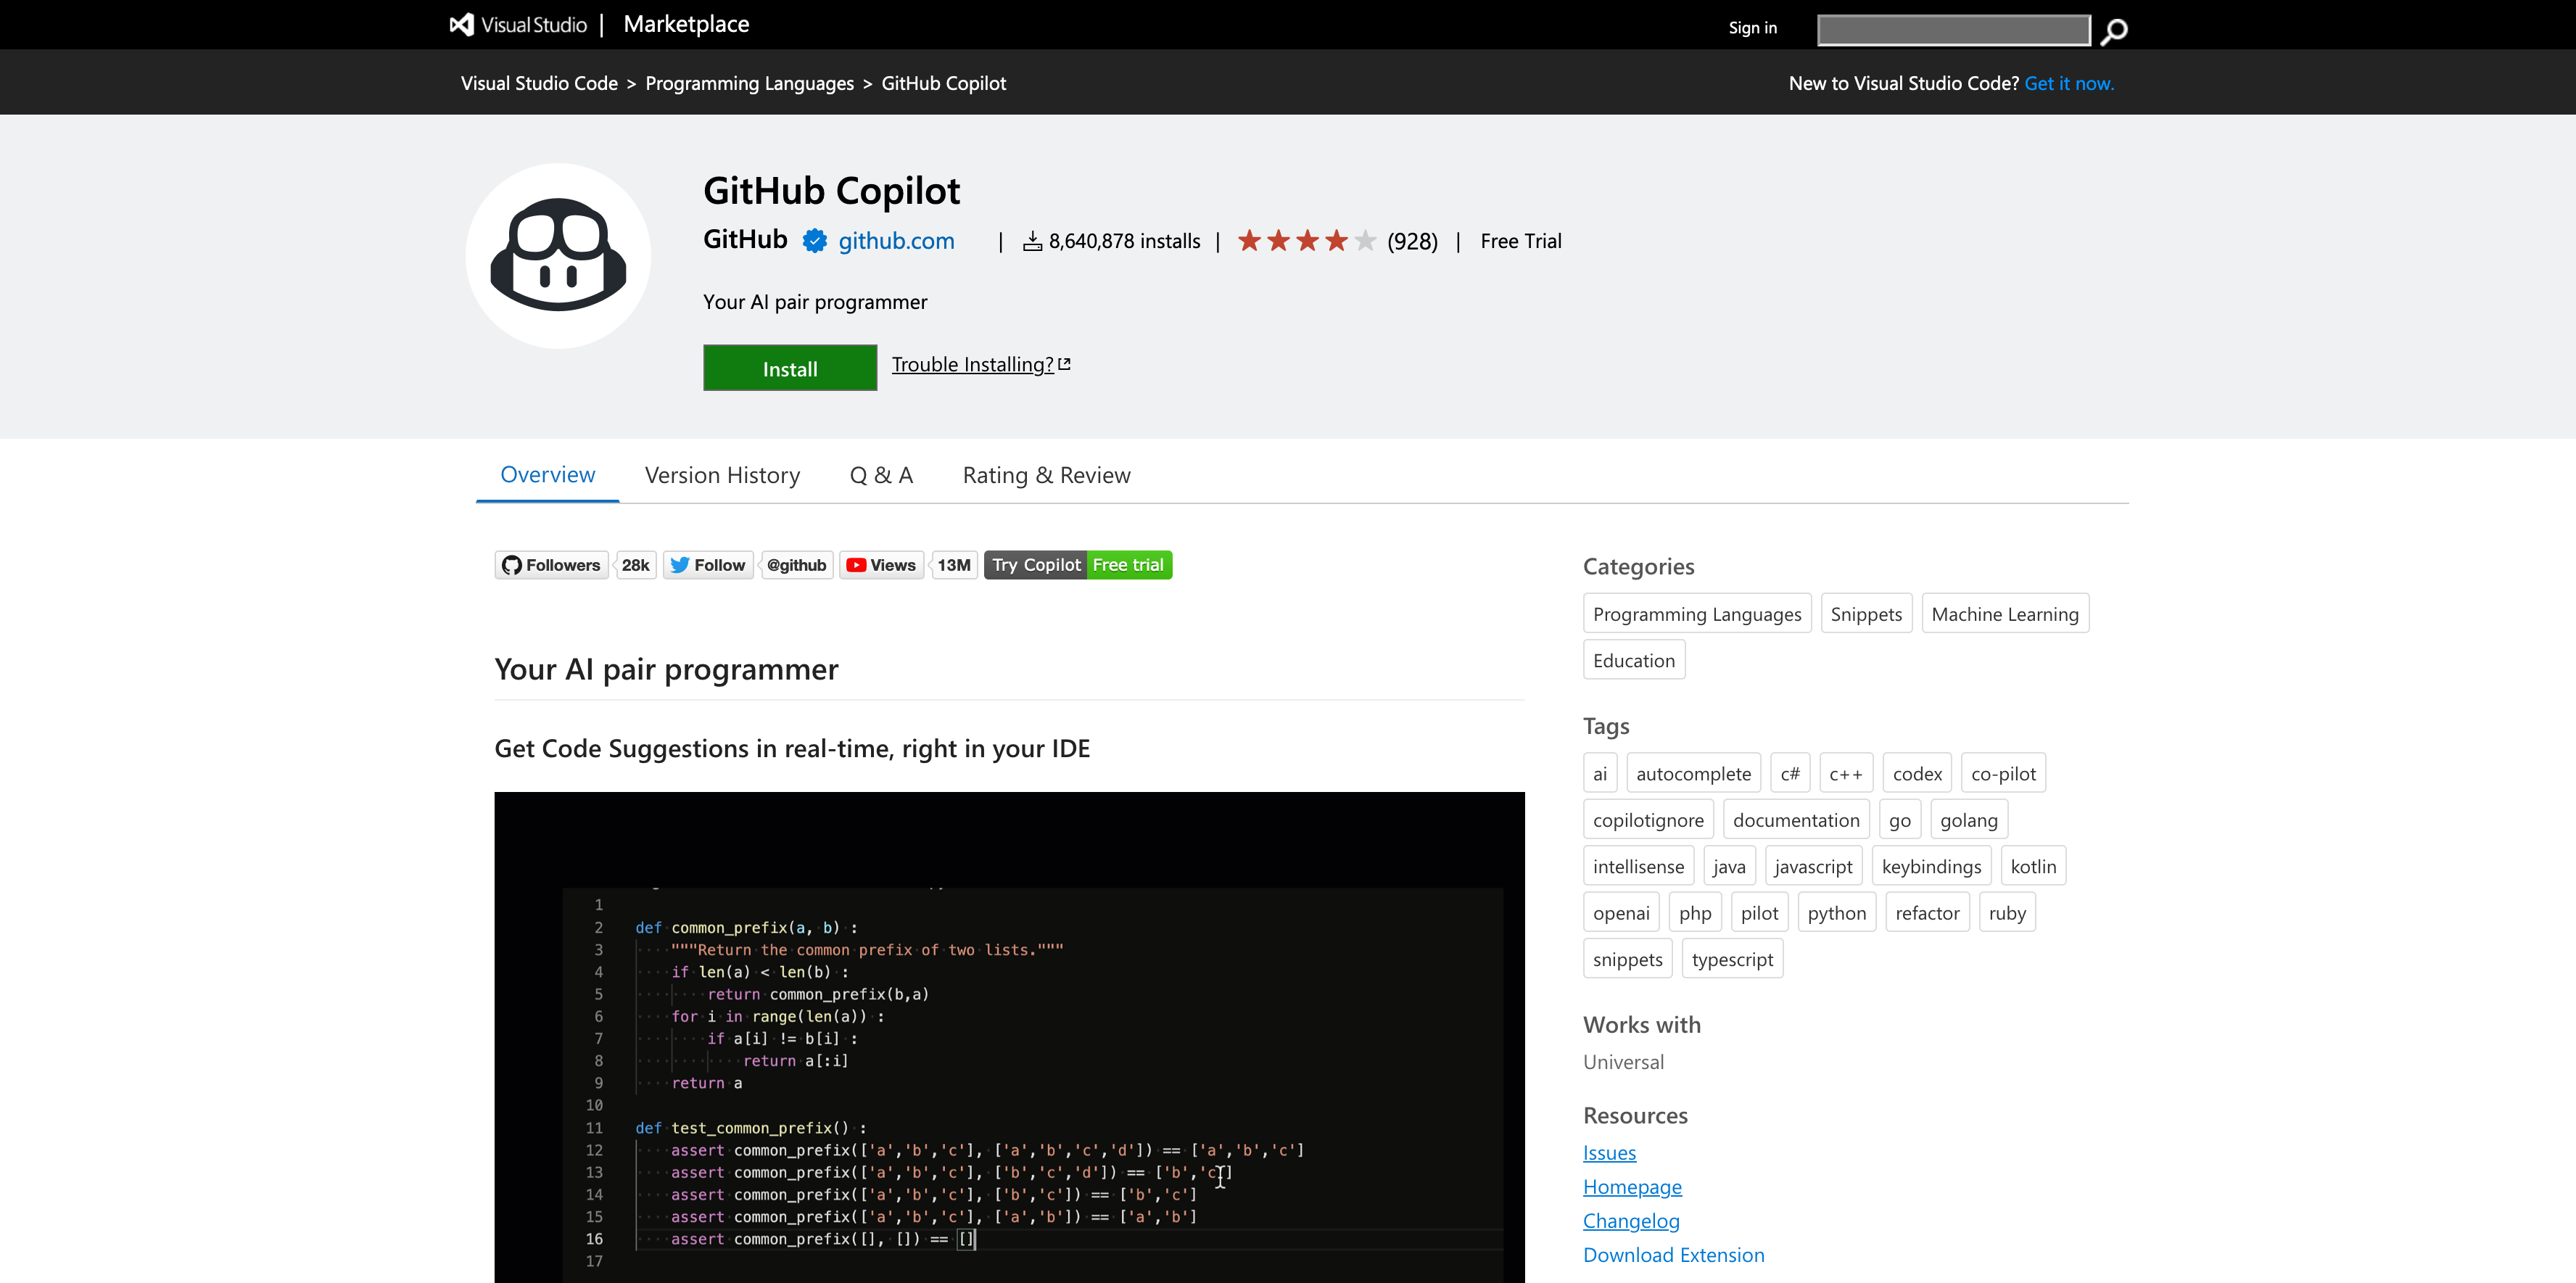 Visual Studio | Marketplace
Sign in
Visual Studio Code > Programming Languages > GitHub Copilot
New to Visual Studio Code? Get it now.
GitHub Copilot
GitHub github.com | 8,640,878 installs | (928) | Free Trial
Your AI pair programmer
Install Trouble Installing?
Overview Version History Q & A Rating & Review
Followers 28k Follow @github Views 13M Try Copilot Free trial
Your AI pair programmer
Get Code Suggestions in real-time, right in your IDE
1
2 def common_prefix(a, b) :
3 """Return the common prefix of two lists."""
4 if len(a) < len(b) :
5 return common_prefix(b,a)
6 for i in range(len(a)) :
7 if a[i] != b[i] :
8 return a[:i]
9 return a
10
11 def test_common_prefix() :
12 assert common_prefix(['a','b','c'], ['a','b','c','d']) == ['a','b','c']
13 assert common_prefix(['a','b','c'], ['b','c','d']) == ['b','c']
14 assert common_prefix(['a','b','c'], ['b','c']) == ['b','c']
15 assert common_prefix(['a','b','c'], ['a','b']) == ['a','b']
16 assert common_prefix([], []) == []
17
Categories
Programming Languages Snippets Machine Learning
Education
Tags
ai autocomplete c# c++ codex co-pilot
copilotignore documentation go golang
intellisense java javascript keybindings kotlin
openai php pilot python refactor ruby
snippets typescript
Works with
Universal
Resources
Issues
Homepage
Changelog
Download Extension